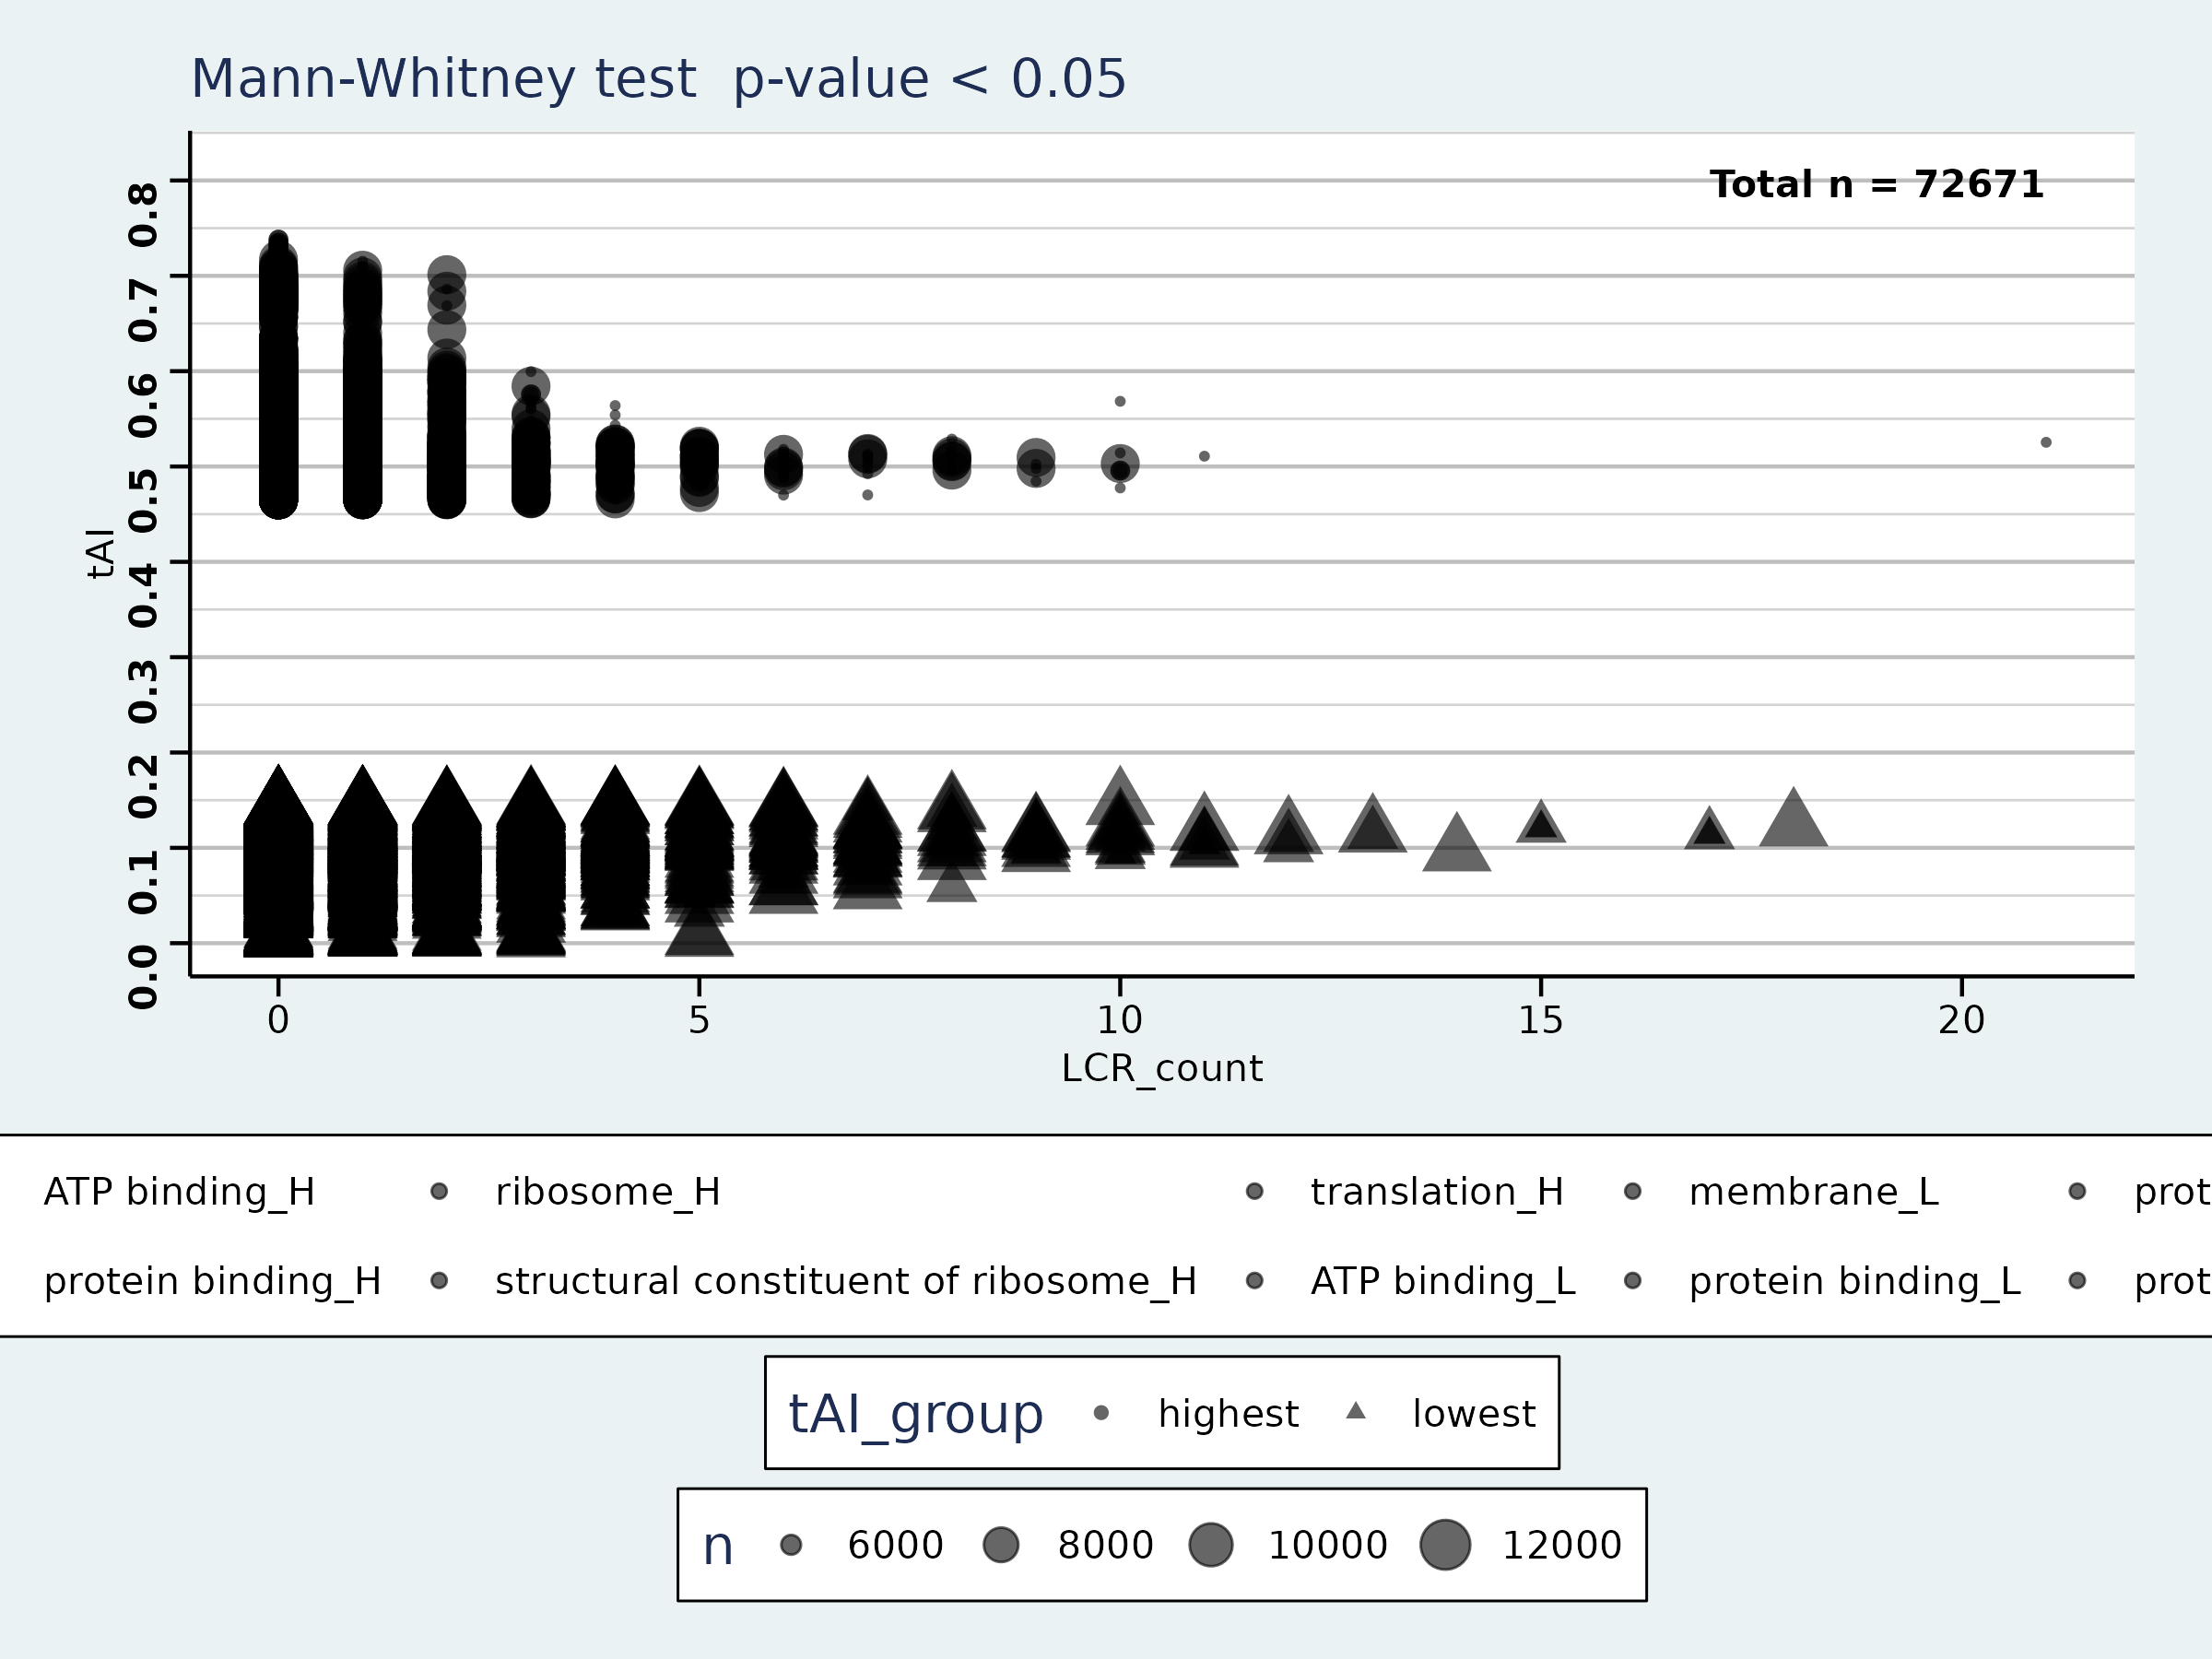 Mann-Whitney test  p-value < 0.05
Total n = 72671
0.8
0.7
0.6
0.5
0.4
0.3
0.2
0.1
0.0
tAI
0 5 10 15 20
LCR_count
ATP binding_H ribosome_H translation_H membrane_L prot
protein binding_H structural constituent of ribosome_H ATP binding_L protein binding_L prot
tAI_group highest lowest
n 6000 8000 10000 12000